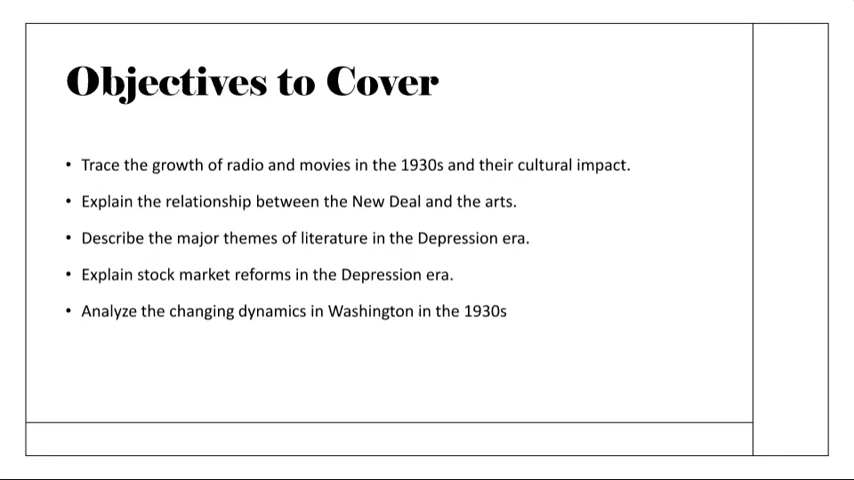 Objectives to Cover
• Trace the growth of radio and movies in the 1930s and their cultural impact.
• Explain the relationship between the New Deal and the arts.
• Describe the major themes of literature in the Depression era.
• Explain stock market reforms in the Depression era.
• Analyze the changing dynamics in Washington in the 1930s